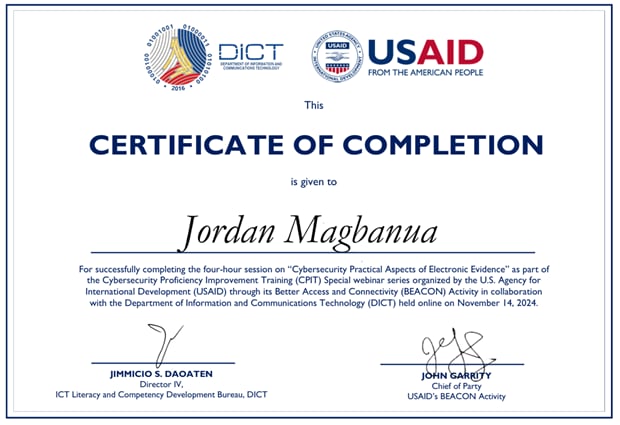 01001001 01000011 01010100 01000001
2016
DICT
DEPARTMENT OF INFORMATION AND
COMMUNICATIONS TECHNOLOGY
UNITED STATES AGENCY
USAID
INTERNATIONAL DEVELOPMENT
USAID
FROM THE AMERICAN PEOPLE
This
CERTIFICATE OF COMPLETION
is given to
Jordan Magbanua
For successfully completing the four-hour session on “Cybersecurity Practical Aspects of Electronic Evidence” as part of
the Cybersecurity Proficiency Improvement Training (CPIT) Special webinar series organized by the U.S. Agency for
International Development (USAID) through its Better Access and Connectivity (BEACON) Activity in collaboration
with the Department of Information and Communications Technology (DICT) held online on November 14, 2024.
JIMMICIO S. DAOATEN
Director IV,
ICT Literacy and Competency Development Bureau, DICT
JOHN GARRITY
Chief of Party
USAID’s BEACON Activity